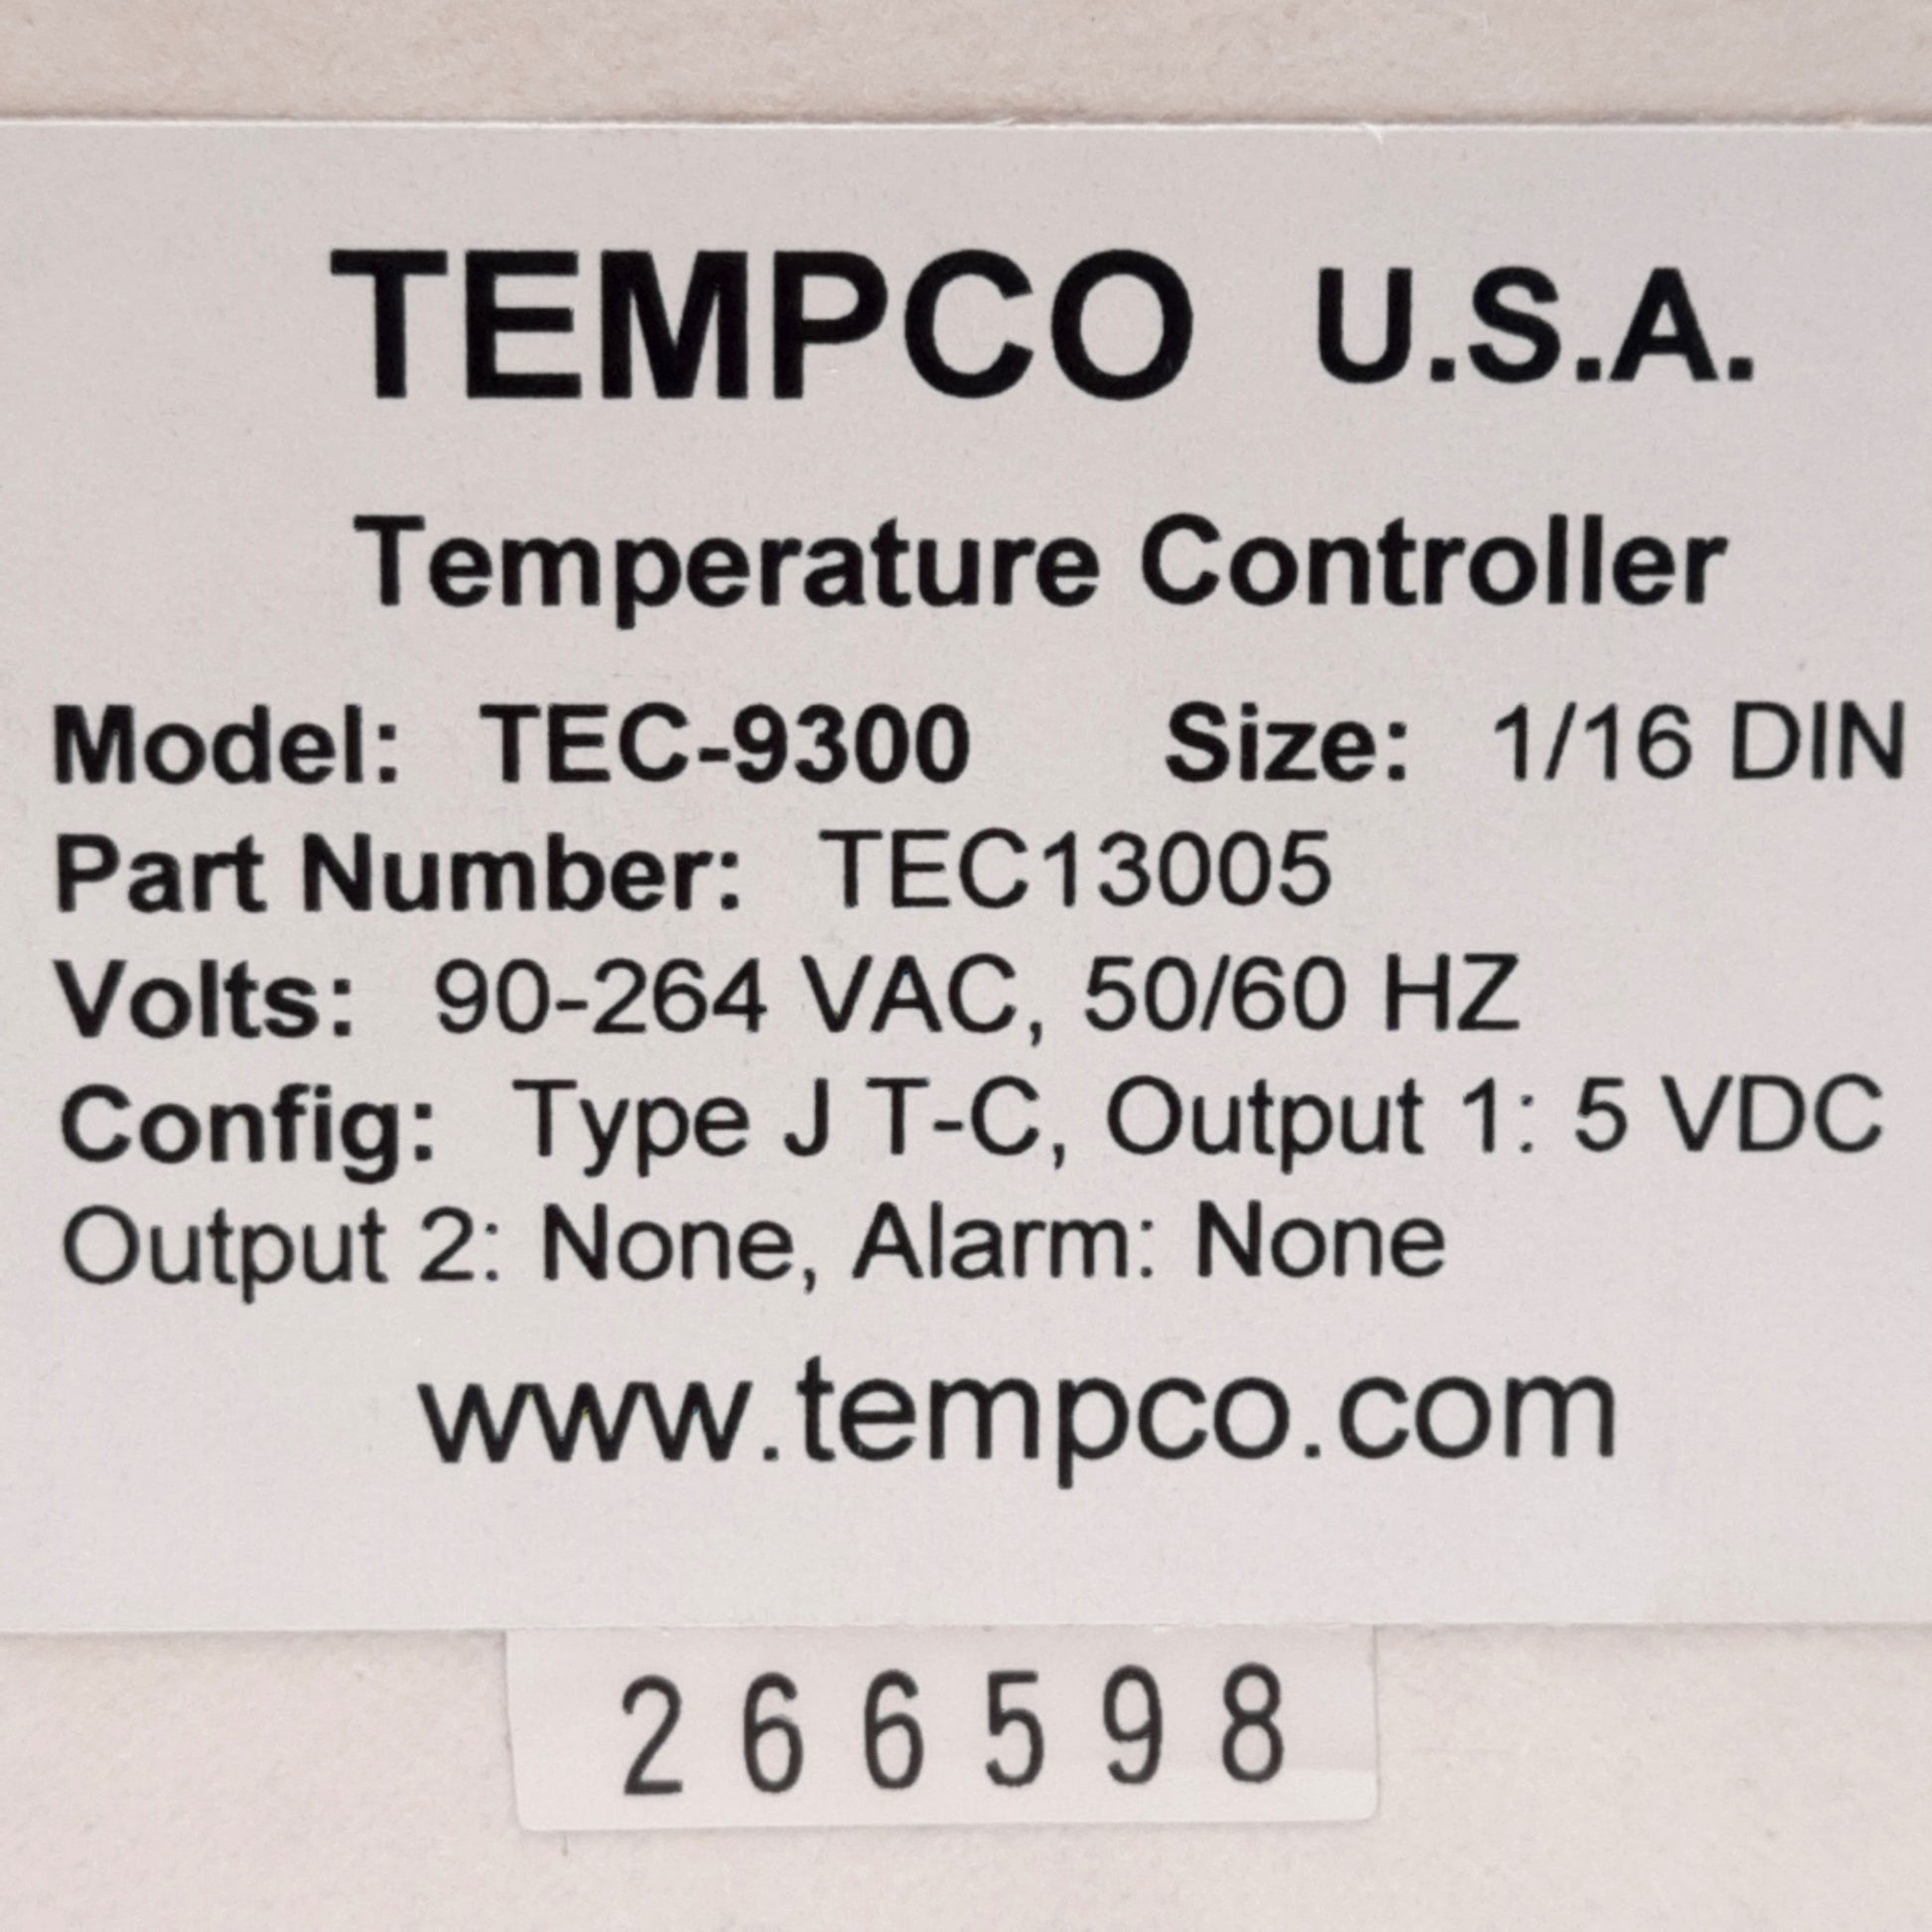 TEMPCO U.S.A.
Temperature Controller
Model: TEC-9300 Size: 1/16 DIN
Part Number: TEC13005
Volts: 90-264 VAC, 50/60 HZ
Config: Type J T-C, Output 1: 5 VDC
Output 2: None, Alarm: None
www.tempco.com
266598